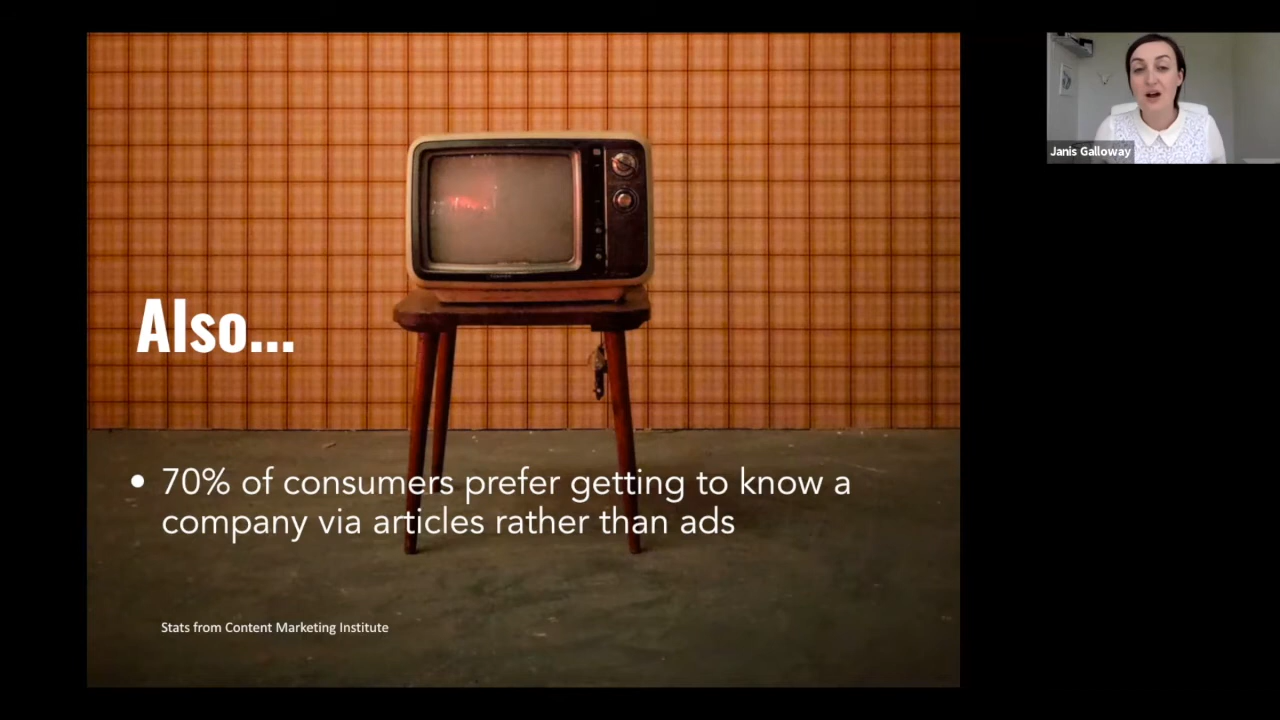 Janis Galloway
Also...
• 70% of consumers prefer getting to know a
company via articles rather than ads
Stats from Content Marketing Institute